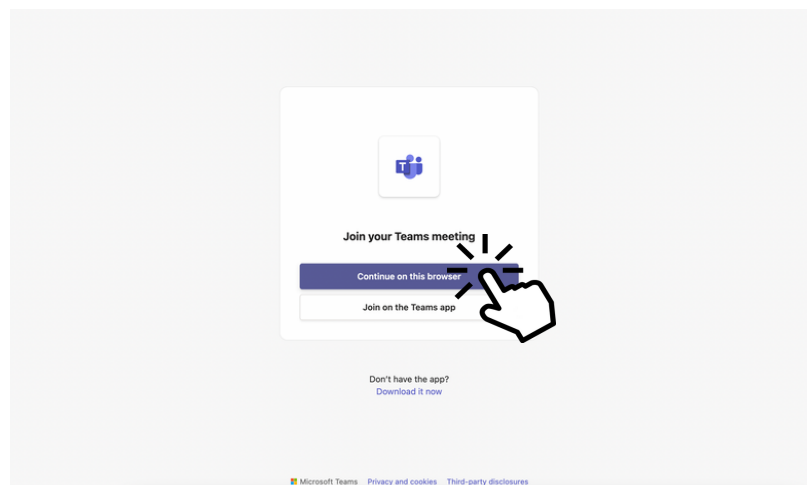 Join your Teams meeting
Continue on this browser
Join on the Teams app
Don't have the app?
Download it now
Microsoft Teams Privacy and cookies Third-party disclosures